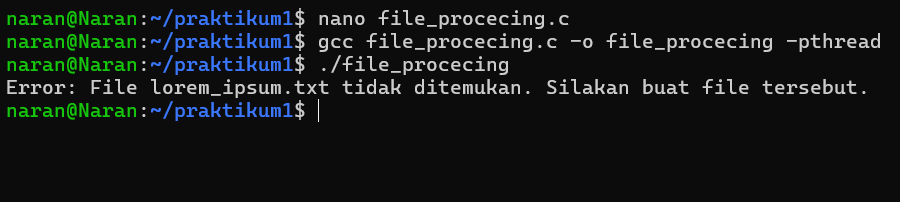 naran@Naran:~/praktikum1$ nano file_procecing.c
naran@Naran:~/praktikum1$ gcc file_procecing.c -o file_procecing -pthread
naran@Naran:~/praktikum1$ ./file_procecing
Error: File lorem_ipsum.txt tidak ditemukan. Silakan buat file tersebut.
naran@Naran:~/praktikum1$